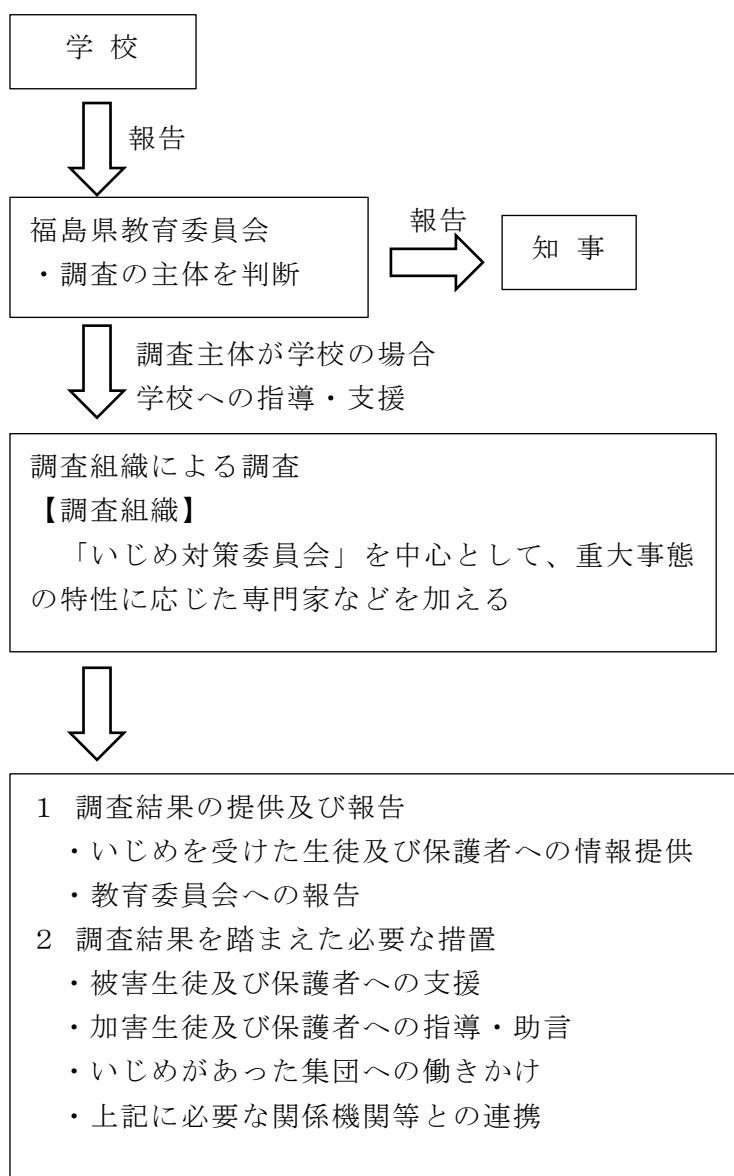 学 校
報告
福島県教育委員会
・調査の主体を判断
報告
知 事
調査主体が学校の場合
学校への指導・支援
調査組織による調査
【調査組織】
「いじめ対策委員会」を中心として、重大事態
の特性に応じた専門家などを加える
1 調査結果の提供及び報告
・いじめを受けた生徒及び保護者への情報提供
・教育委員会への報告
2 調査結果を踏まえた必要な措置
・被害生徒及び保護者への支援
・加害生徒及び保護者への指導・助言
・いじめがあった集団への働きかけ
・上記に必要な関係機関等との連携